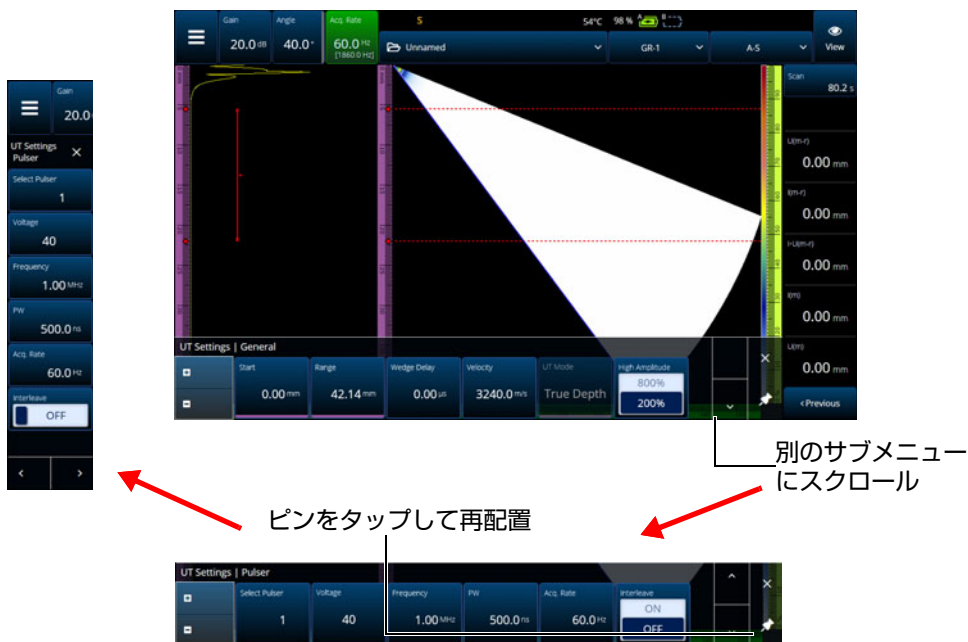 Gain
20.0 dB
Angle
40.0°
Acq. Rate
60.0 Hz
[1860.0 Hz]
S
54°C
98 %
A
Unnamed
GR-1
A-S
View
Scan
80.2 s
U(m-r)
0.00 mm
I(m-r)
0.00 mm
I-U(m-r)
0.00 mm
I(m)
0.00 mm
U(m)
0.00 mm
<Previous
UT Settings | General
Start
0.00 mm
Range
42.14 mm
Wedge Delay
0.00 µs
Velocity
3240.0 m/s
UT Mode
True Depth
High Amplitude
800%
200%
Gain
20.0
UT Settings
Pulser
Select Pulser
1
Voltage
40
Frequency
1.00 MHz
PW
500.0 ns
Acq. Rate
60.0 Hz
Interleave
OFF
別のサブメニュー
にスクロール
ピンをタップして再配置
UT Settings | Pulser
Select Pulser
1
Voltage
40
Frequency
1.00 MHz
PW
500.0 ns
Acq. Rate
60.0 Hz
Interleave
ON
OFF